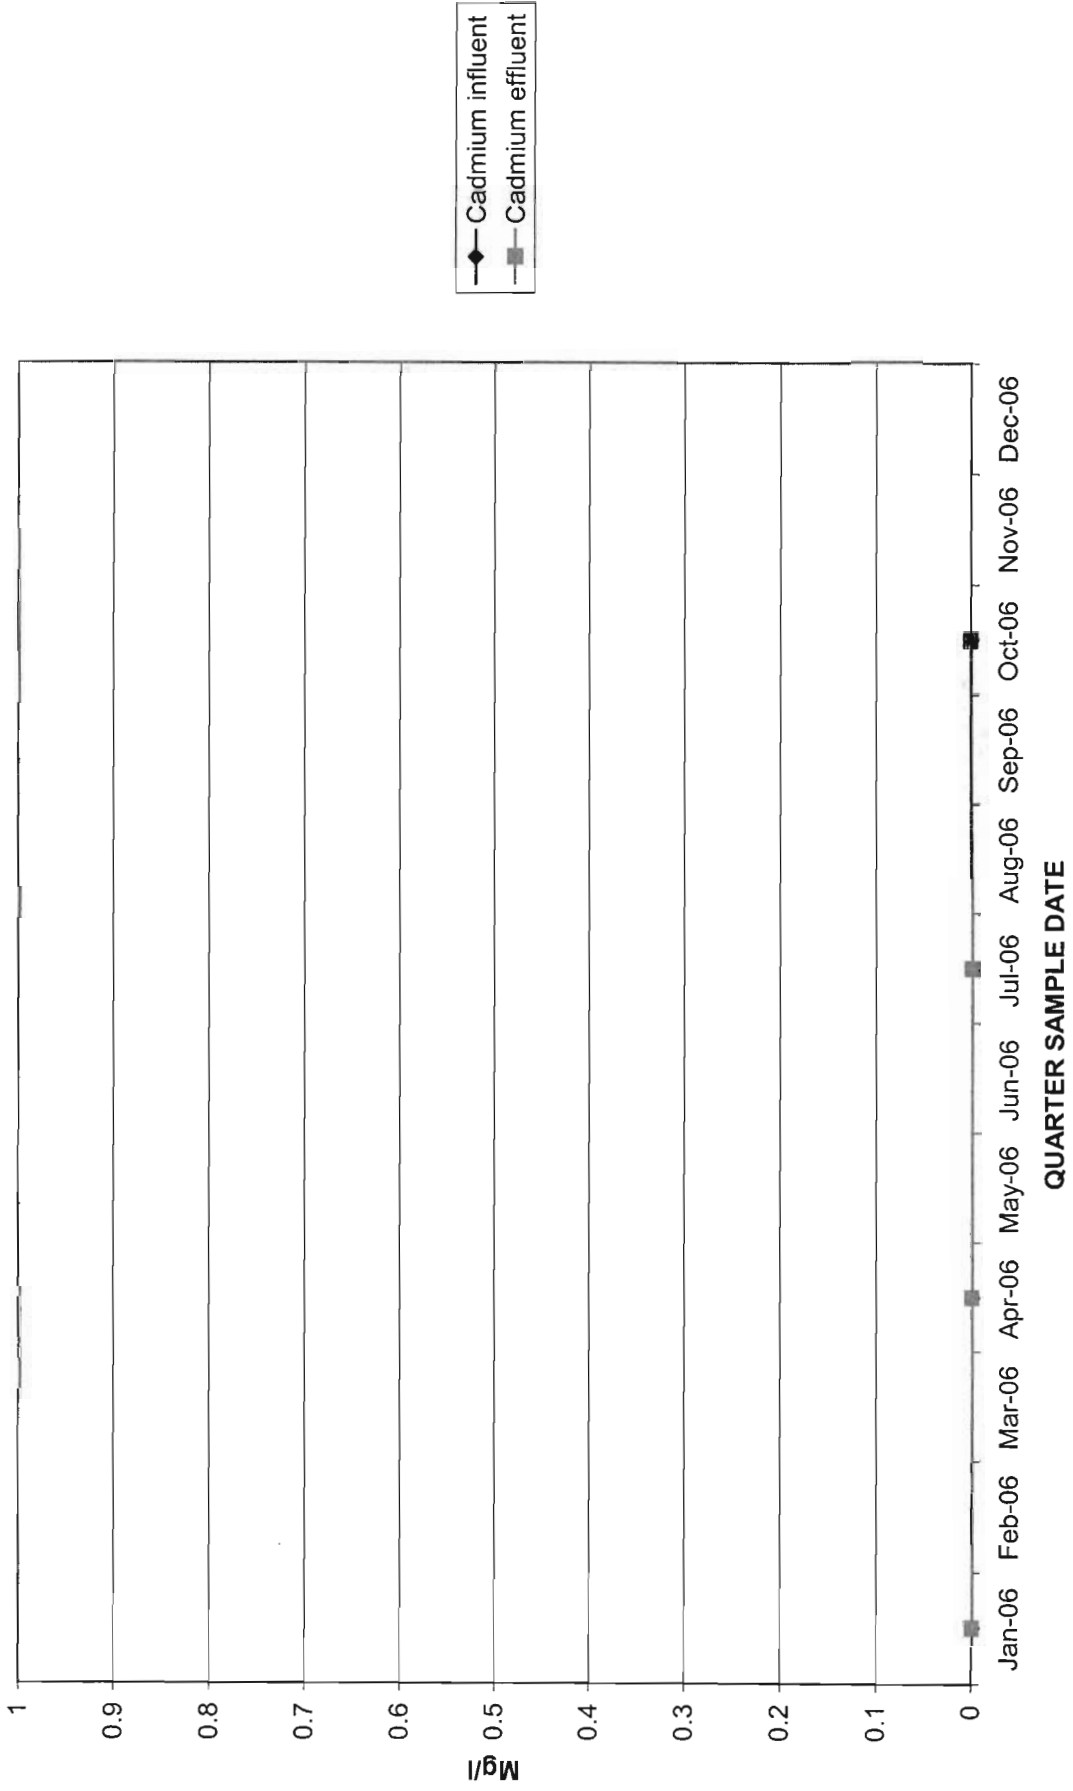 Cadmium influent
Cadmium effluent
1
0.9
0.8
0.7
0.6
0.5
0.4
0.3
0.2
0.1
0
Mg/l
Jan-06 Feb-06 Mar-06 Apr-06 May-06 Jun-06 Jul-06 Aug-06 Sep-06 Oct-06 Nov-06 Dec-06
QUARTER SAMPLE DATE